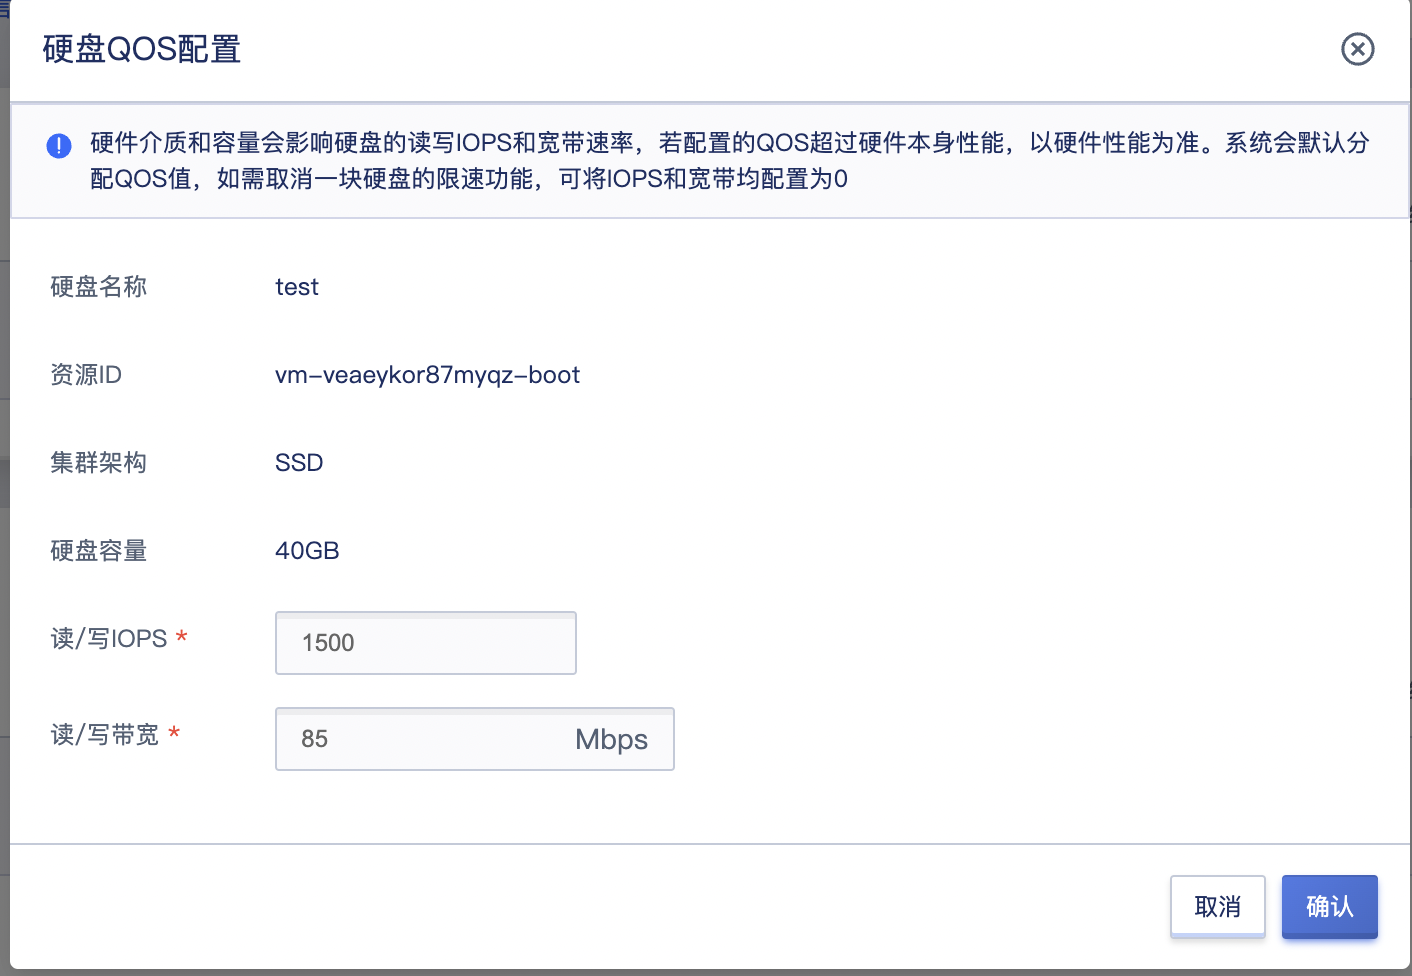 硬盘QOS配置
硬件介质和容量会影响硬盘的读写IOPS和宽带速率，若配置的QOS超过硬件本身性能，以硬件性能为准。系统会默认分
配QOS值，如需取消一块硬盘的限速功能，可将IOPS和宽带均配置为0
硬盘名称 test
资源ID vm-veaeykor87myqz-boot
集群架构 SSD
硬盘容量 40GB
读/写IOPS * 1500
读/写带宽 * 85 Mbps
取消 确认